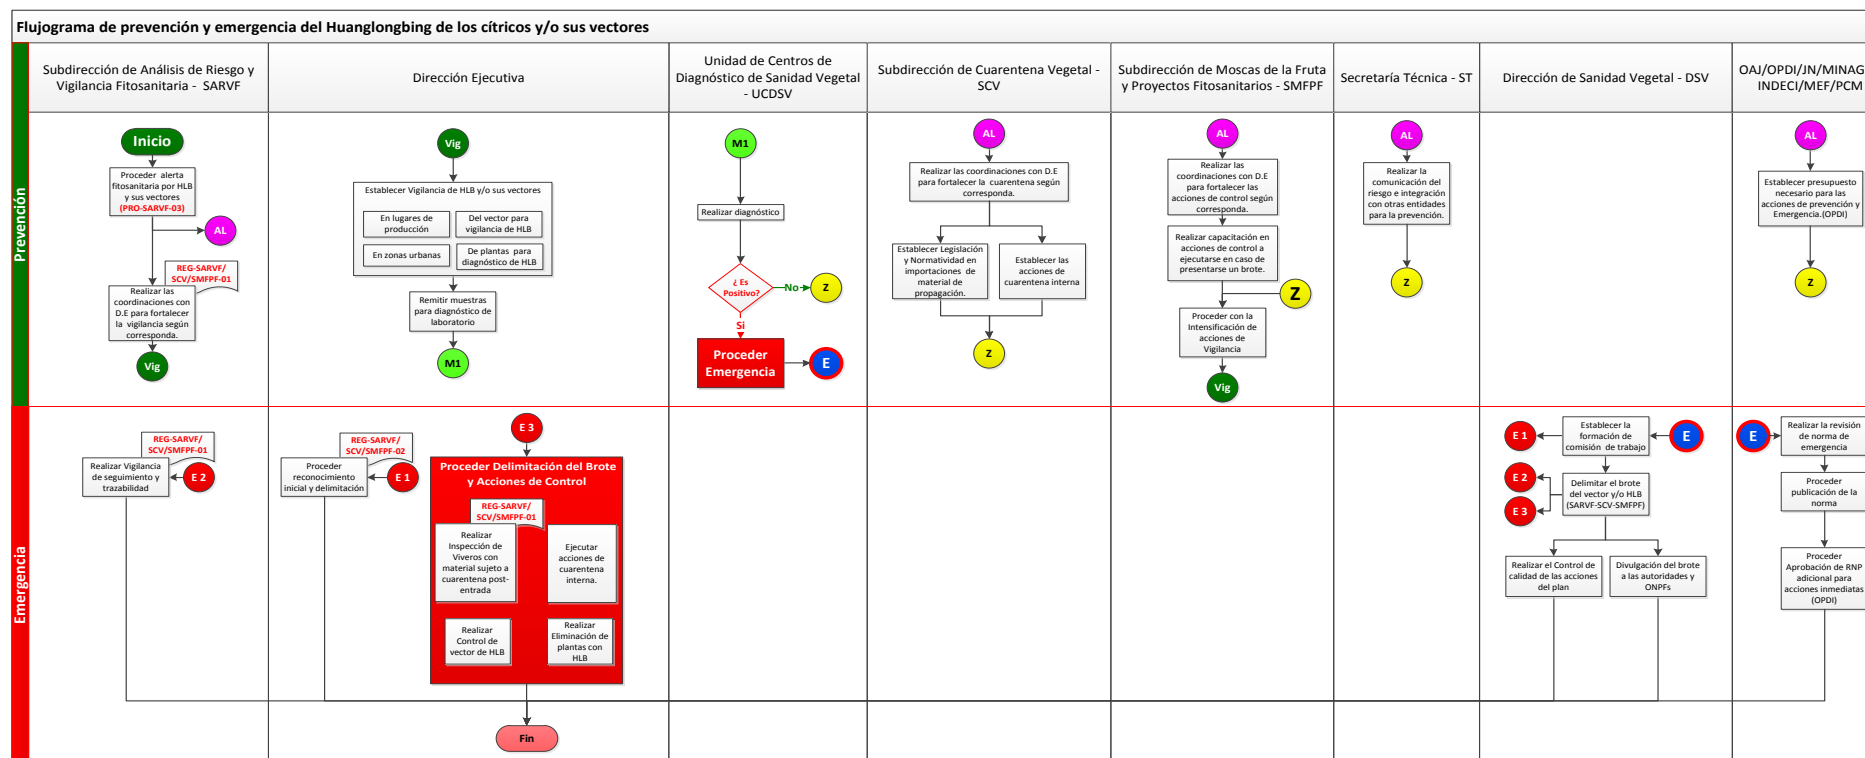 Flujograma de prevención y emergencia del Huanglongbing de los cítricos y/o sus vectores
Subdirección de Análisis de Riesgo y
Vigilancia Fitosanitaria - SARVF
Dirección Ejecutiva
Unidad de Centros de
Diagnóstico de Sanidad Vegetal
- UCDSV
Subdirección de Cuarentena Vegetal -
SCV
Subdirección de Moscas de la Fruta
y Proyectos Fitosanitarios - SMFPF
Secretaría Técnica - ST
Dirección de Sanidad Vegetal - DSV
OAJ/OPDI/JN/MINAG
INDECI/MEF/PCM
Prevención
Inicio
Proceder alerta
fitosanitaria por HLB
y sus vectores
(PRO-SARVF-03)
AL
REG-SARVF/
SCV/SMFPF-01
Realizar las
coordinaciones con
D.E para fortalecer
la vigilancia según
corresponda.
Vig
Vig
Establecer Vigilancia de HLB y/o sus vectores
En lugares de
producción
Del vector para
vigilancia de HLB
En zonas urbanas
De plantas para
diagnóstico de HLB
Remitir muestras
para diagnóstico de
laboratorio
M1
M1
Realizar diagnóstico
¿ Es
Positivo?
No
Z
Si
Proceder
Emergencia
E
AL
Realizar las coordinaciones con D.E
para fortalecer la cuarentena según
corresponda.
Establecer Legislación
y Normatividad en
importaciones de
material de
propagación.
Establecer las
acciones de
cuarentena interna
Z
AL
Realizar las
coordinaciones con D.E
para fortalecer las
acciones de control según
corresponda.
Realizar capacitación en
acciones de control a
ejecutarse en caso de
presentarse un brote.
Z
Proceder con la
Intensificación de
acciones de
Vigilancia
Vig
AL
Realizar la
comunicación del
riesgo e integración
con otras entidades
para la prevención.
Z
AL
Establecer presupuesto
necesario para las
acciones de prevención y
Emergencia.(OPDI)
Z
Emergencia
REG-SARVF/
SCV/SMFPF-01
Realizar Vigilancia
de seguimiento y
trazabilidad
E 2
REG-SARVF/
SCV/SMFPF-02
Proceder
reconocimiento
inicial y delimitación
E 1
E 3
Proceder Delimitación del Brote
y Acciones de Control
REG-SARVF/
SCV/SMFPF-01
Realizar
Inspección de
Viveros con
material sujeto a
cuarentena post-
entrada
Ejecutar
acciones de
cuarentena
interna.
Realizar
Control de
vector de HLB
Realizar
Eliminación de
plantas con
HLB
Fin
E 1
Establecer la
formación de
comisión de trabajo
E
E 2
E 3
Delimitar el brote
del vector y/o HLB
(SARVF-SCV-SMFPF)
Realizar el Control de
calidad de las acciones
del plan
Divulgación del brote
a las autoridades y
ONPFs
E
Realizar la revisión
de norma de
emergencia
Proceder
publicación de la
norma
Proceder
Aprobación de RNP
adicional para
acciones inmediatas
(OPDI)